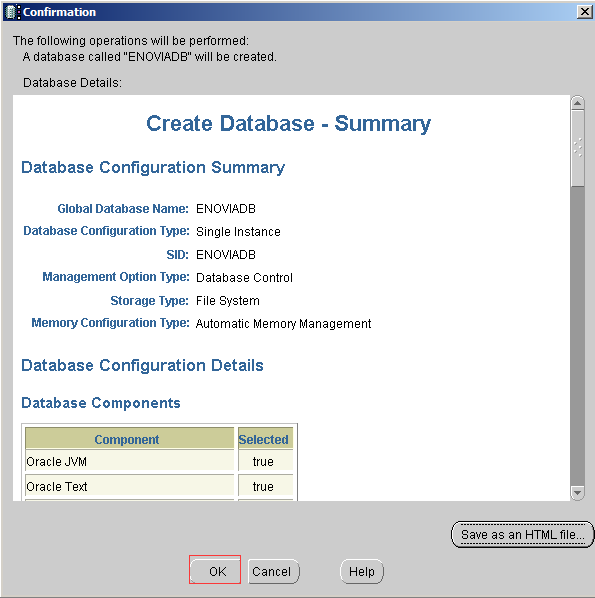 Confirmation
The following operations will be performed:
A database called "ENOVIADB" will be created.
Database Details:
Create Database - Summary
Database Configuration Summary
Global Database Name: ENOVIADB
Database Configuration Type: Single Instance
SID: ENOVIADB
Management Option Type: Database Control
Storage Type: File System
Memory Configuration Type: Automatic Memory Management
Database Configuration Details
Database Components
Component Selected
Oracle JVM true
Oracle Text true
Save as an HTML file...
OK Cancel Help